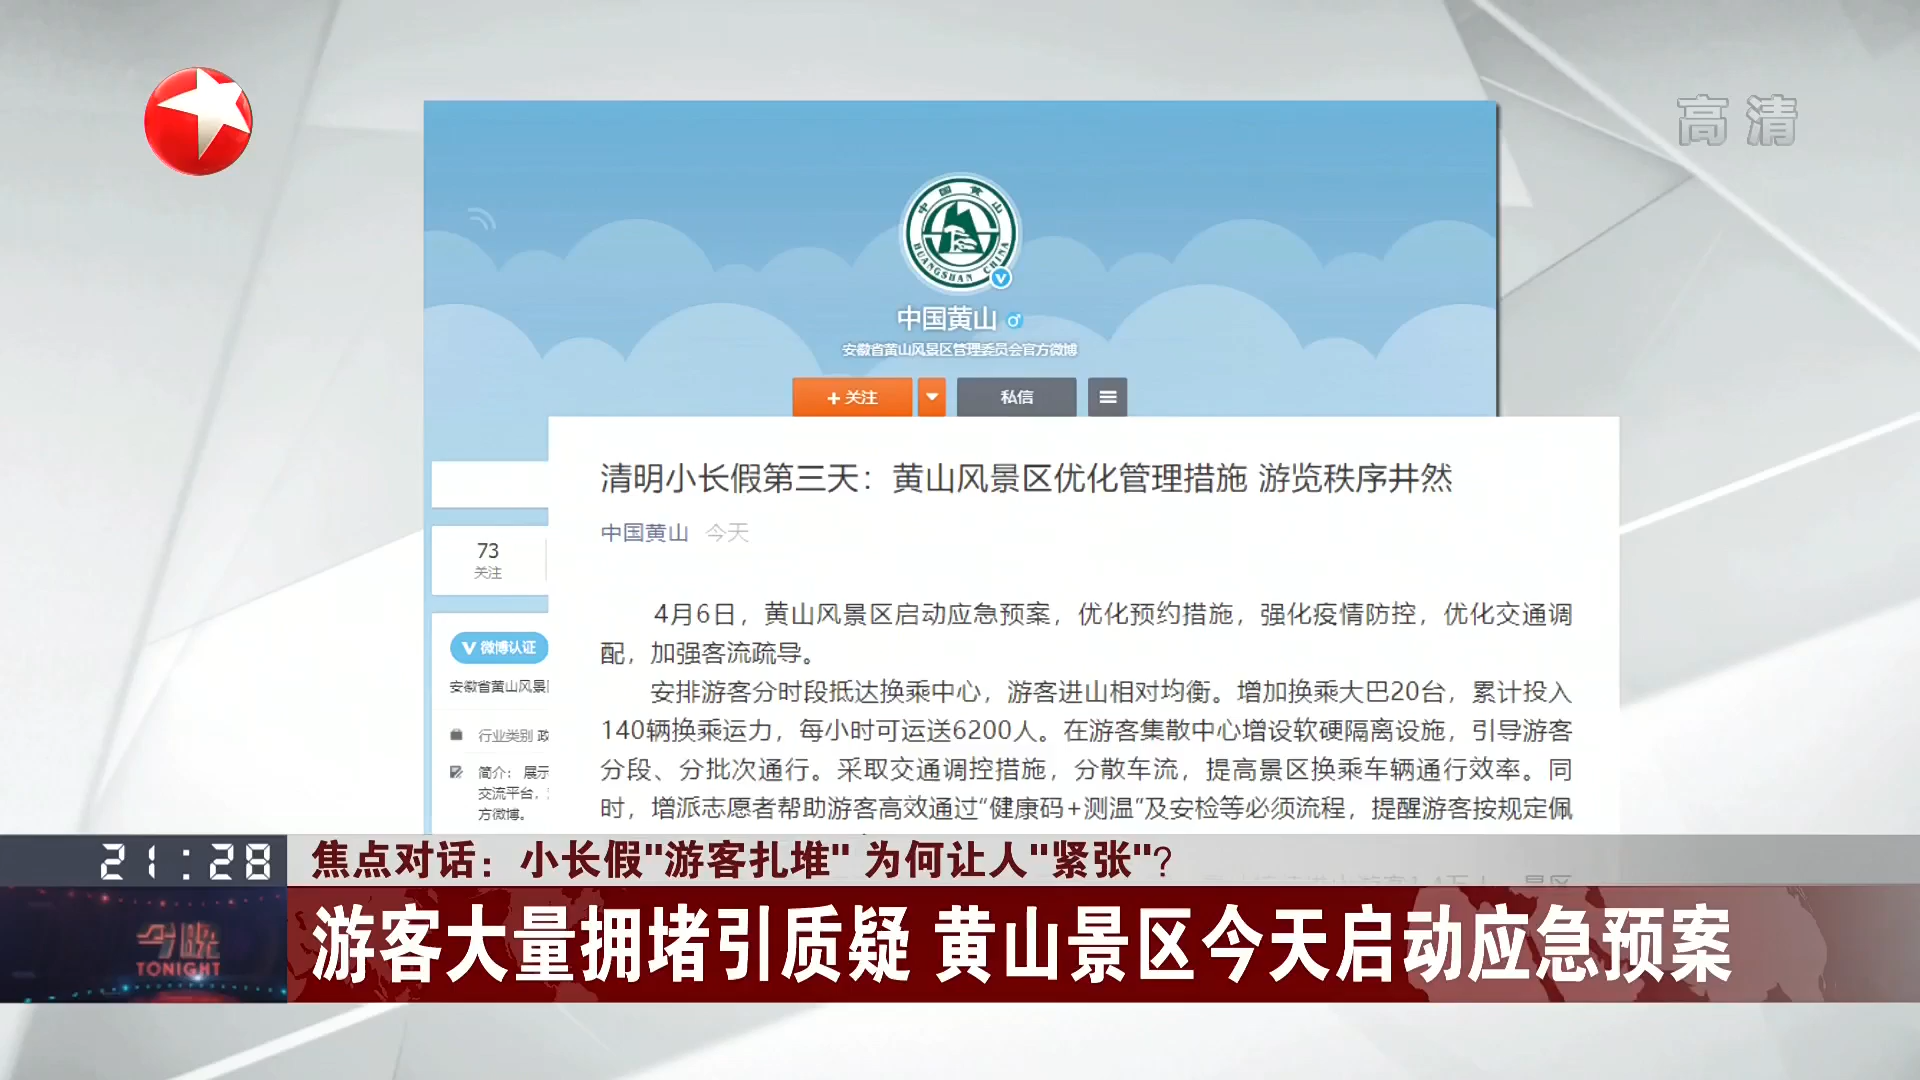 高清
中国黄山
HUANGSHAN CHINA
中国黄山
安徽省黄山风景区管理委员会官方微博
+关注
私信
清明小长假第三天：黄山风景区优化管理措施 游览秩序井然
中国黄山 今天
73
关注
微博认证
安徽省黄山风景
行业类别 政
简介：展示
交流平台，
方微博。
4月6日，黄山风景区启动应急预案，优化预约措施，强化疫情防控，优化交通调
配，加强客流疏导。
安排游客分时段抵达换乘中心，游客进山相对均衡。增加换乘大巴20台，累计投入
140辆换乘运力，每小时可运送6200人。在游客集散中心增设软硬隔离设施，引导游客
分段、分批次通行。采取交通调控措施，分散车流，提高景区换乘车辆通行效率。同
时，增派志愿者帮助游客高效通过“健康码+测温”及安检等必须流程，提醒游客按规定佩
21:28
焦点对话：小长假"游客扎堆" 为何让人"紧张"？
今晚
TONIGHT
游客大量拥堵引质疑 黄山景区今天启动应急预案